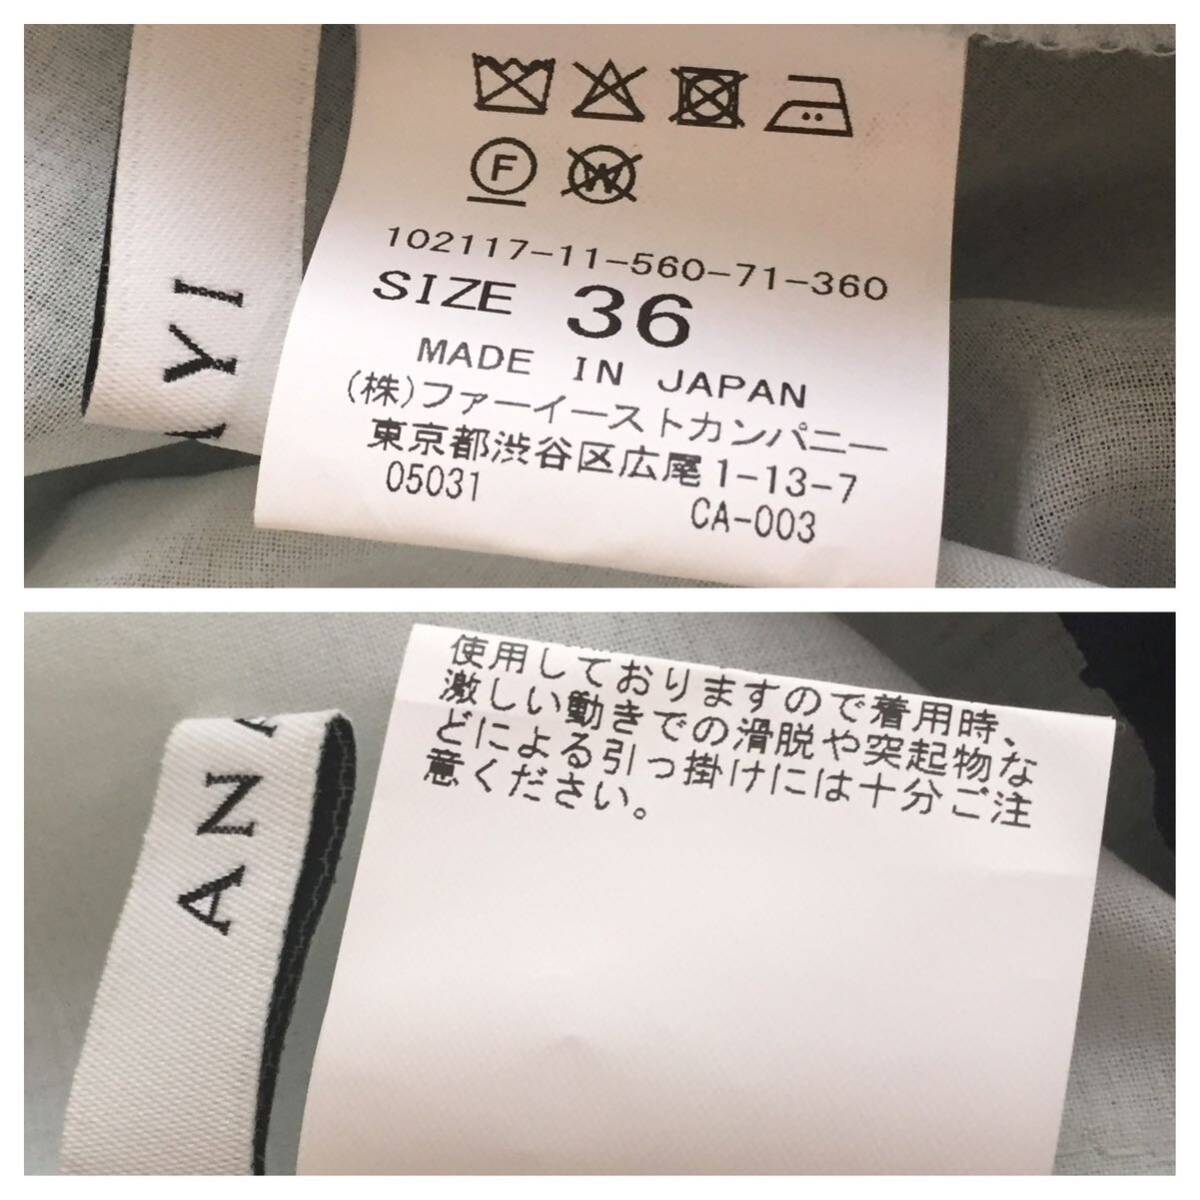 F
W
102117-11-560-71-360
SIZE 36
MADE IN JAPAN
(株)ファーイーストカンパニー
東京都渋谷区広尾1-13-7
05031 CA-003
AYI
使用しておりますので着用時、
激しい動きでの滑脱や突起物な
どによる引っ掛けには十分ご注
意ください。
AN